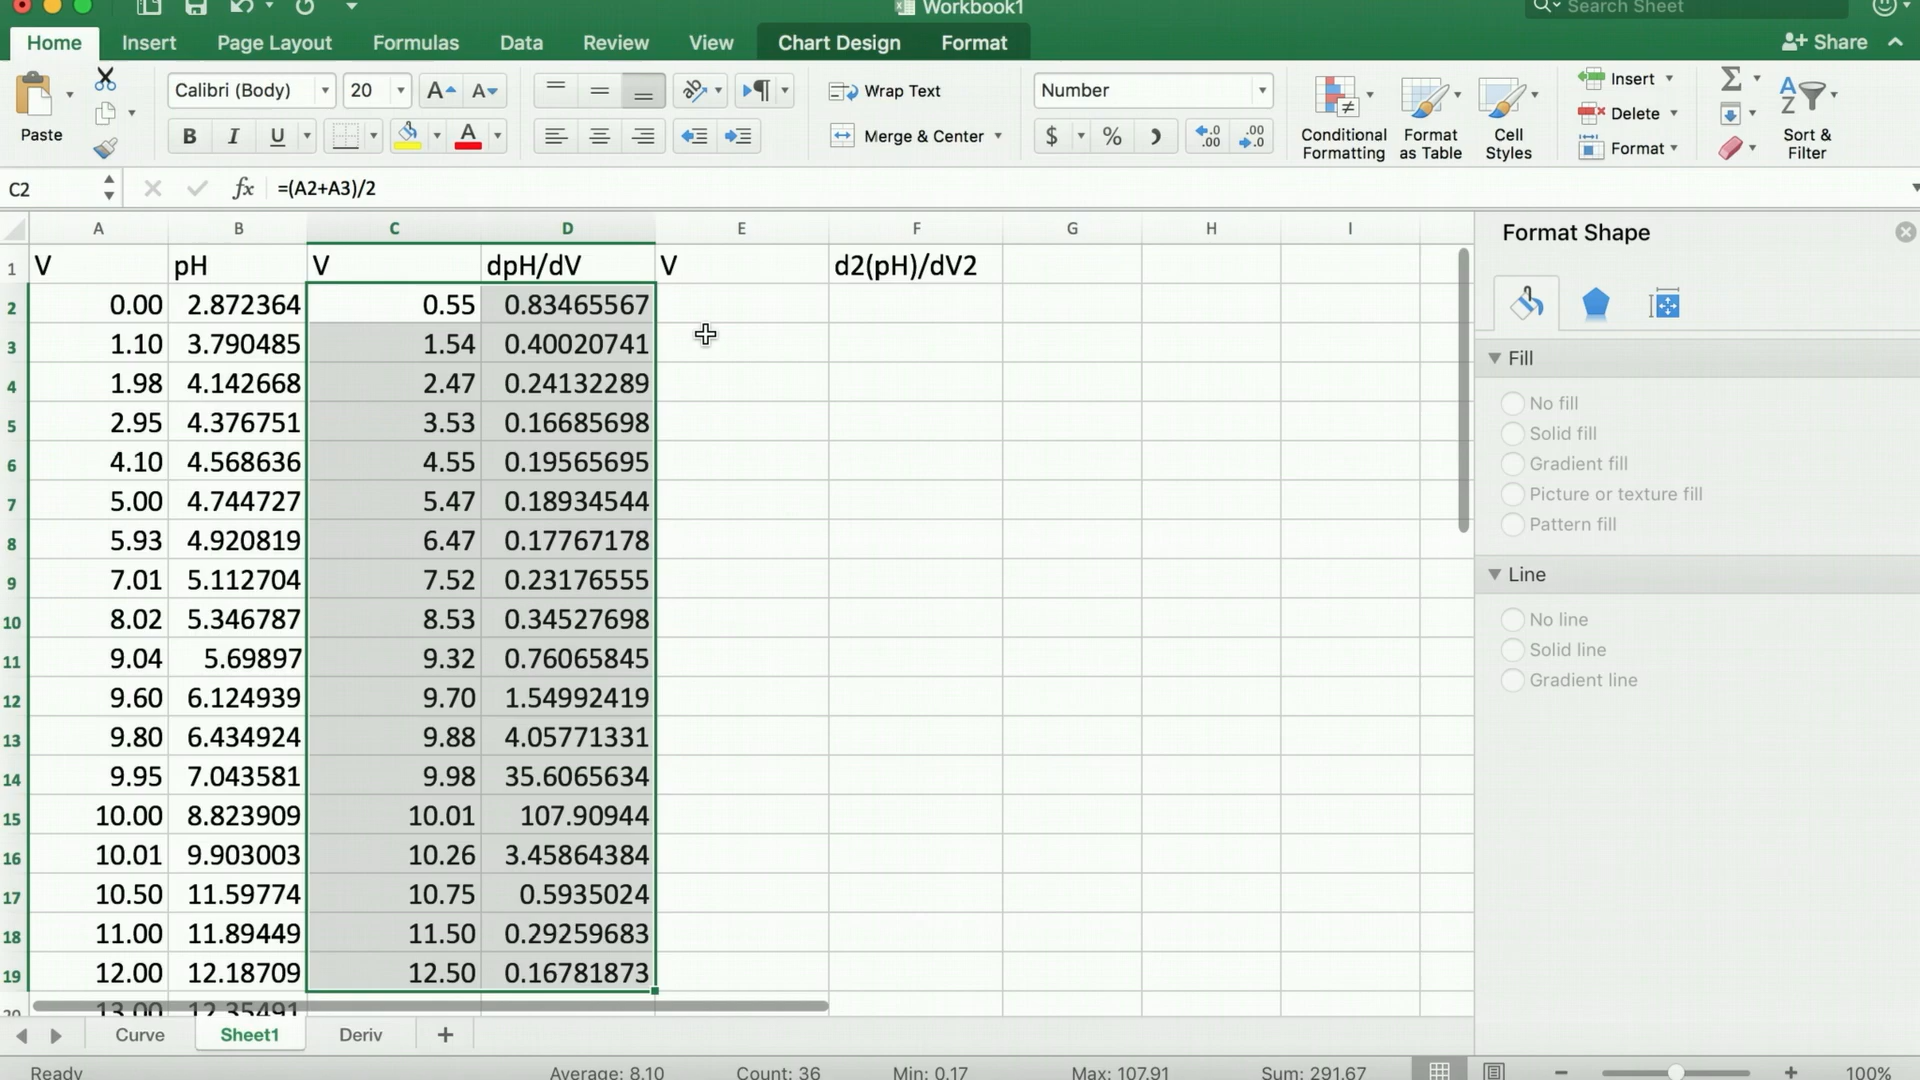 Workbook1
Search Sheet
Home Insert Page Layout Formulas Data Review View Chart Design Format Share
Paste Calibri (Body) 20 Wrap Text Number Insert
Delete
B I U Merge & Center $ % Conditional Formatting Format as Table Cell Styles Format Sort & Filter
C2 fx =(A2+A3)/2
A B C D E F G H I
1 V pH V dpH/dV V d2(pH)/dV2
2 0.00 2.872364 0.55 0.83465567
3 1.10 3.790485 1.54 0.40020741
4 1.98 4.142668 2.47 0.24132289
5 2.95 4.376751 3.53 0.16685698
6 4.10 4.568636 4.55 0.19565695
7 5.00 4.744727 5.47 0.18934544
8 5.93 4.920819 6.47 0.17767178
9 7.01 5.112704 7.52 0.23176555
10 8.02 5.346787 8.53 0.34527698
11 9.04 5.69897 9.32 0.76065845
12 9.60 6.124939 9.70 1.54992419
13 9.80 6.434924 9.88 4.05771331
14 9.95 7.043581 9.98 35.6065634
15 10.00 8.823909 10.01 107.90944
16 10.01 9.903003 10.26 3.45864384
17 10.50 11.59774 10.75 0.5935024
18 11.00 11.89449 11.50 0.29259683
19 12.00 12.18709 12.50 0.16781873
20 13.00 12.35491
Format Shape
Fill
No fill
Solid fill
Gradient fill
Picture or texture fill
Pattern fill
Line
No line
Solid line
Gradient line
Curve Sheet1 Deriv +
Ready Average: 8.10 Count: 36 Min: 0.17 Max: 107.91 Sum: 291.67 100%